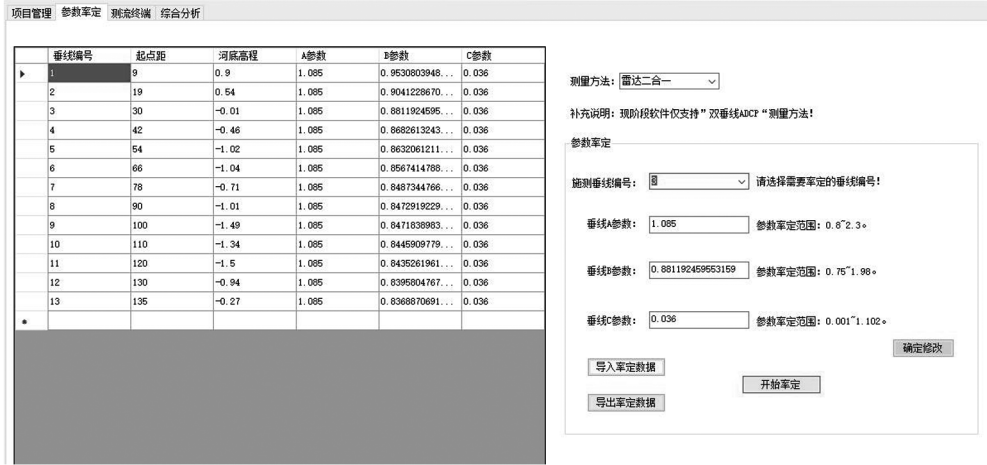 项目管理 参数率定 测流终端 综合分析
垂线编号 起点距 河底高程 A参数 B参数 C参数
1 9 0.9 1.085 0.9530803948... 0.036
2 19 0.54 1.085 0.9041228670... 0.036
3 30 -0.01 1.085 0.8811924595... 0.036
4 42 -0.46 1.085 0.8682613243... 0.036
5 54 -1.02 1.085 0.8632061211... 0.036
6 66 -1.04 1.085 0.8567414788... 0.036
7 78 -0.71 1.085 0.8487344766... 0.036
8 90 -1.01 1.085 0.8472919229... 0.036
9 100 -1.49 1.085 0.8471838983... 0.036
10 110 -1.34 1.085 0.8445909779... 0.036
11 120 -1.5 1.085 0.8435261961... 0.036
12 130 -0.94 1.085 0.8395804767... 0.036
13 135 -0.27 1.085 0.8368870691... 0.036
测量方法: 雷达二合一
补充说明: 现阶段软件仅支持"双垂线ADCP"测量方法!
参数率定
施测垂线编号: 3 请选择需要率定的垂线编号!
垂线A参数: 1.085 参数率定范围: 0.8~2.3。
垂线B参数: 0.881192459553159 参数率定范围: 0.75~1.98。
垂线C参数: 0.036 参数率定范围: 0.001~1.102。
确定修改
导入率定数据
开始率定
导出率定数据